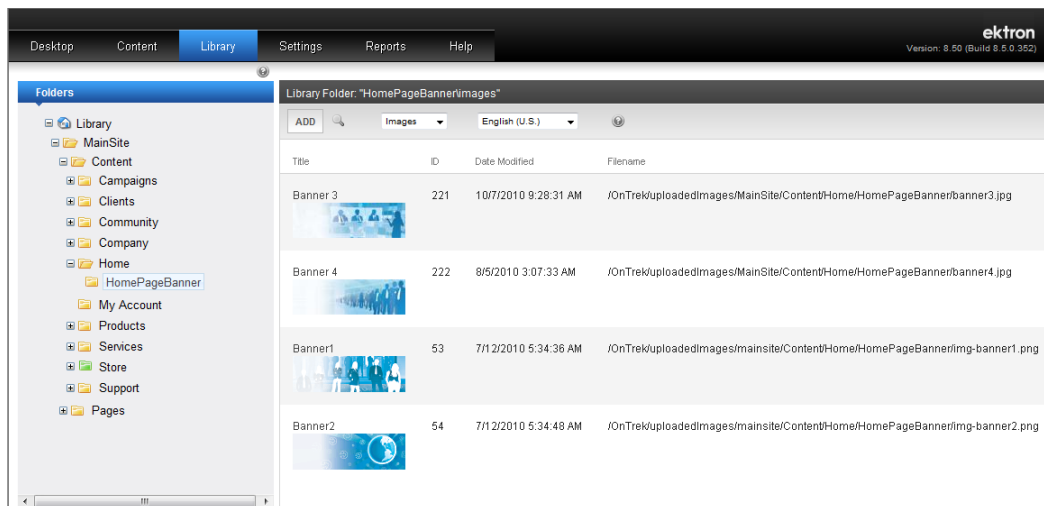 ektron
Version: 8.50 (Build 8.5.0.352)
Desktop Content Library Settings Reports Help
Folders
Library
MainSite
Content
Campaigns
Clients
Community
Company
Home
HomePageBanner
My Account
Products
Services
Store
Support
Pages
Library Folder: "HomePageBanner\images"
ADD Images English (U.S.)
Title ID Date Modified Filename
Banner 3 221 10/7/2010 9:28:31 AM /OnTrek/uploadedImages/MainSite/Content/Home/HomePageBanner/banner3.jpg
Banner 4 222 8/5/2010 3:07:33 AM /OnTrek/uploadedImages/MainSite/Content/Home/HomePageBanner/banner4.jpg
Banner1 53 7/12/2010 5:34:36 AM /OnTrek/uploadedImages/mainsite/Content/Home/HomePageBanner/img-banner1.png
Banner2 54 7/12/2010 5:34:48 AM /OnTrek/uploadedImages/mainsite/Content/Home/HomePageBanner/img-banner2.png